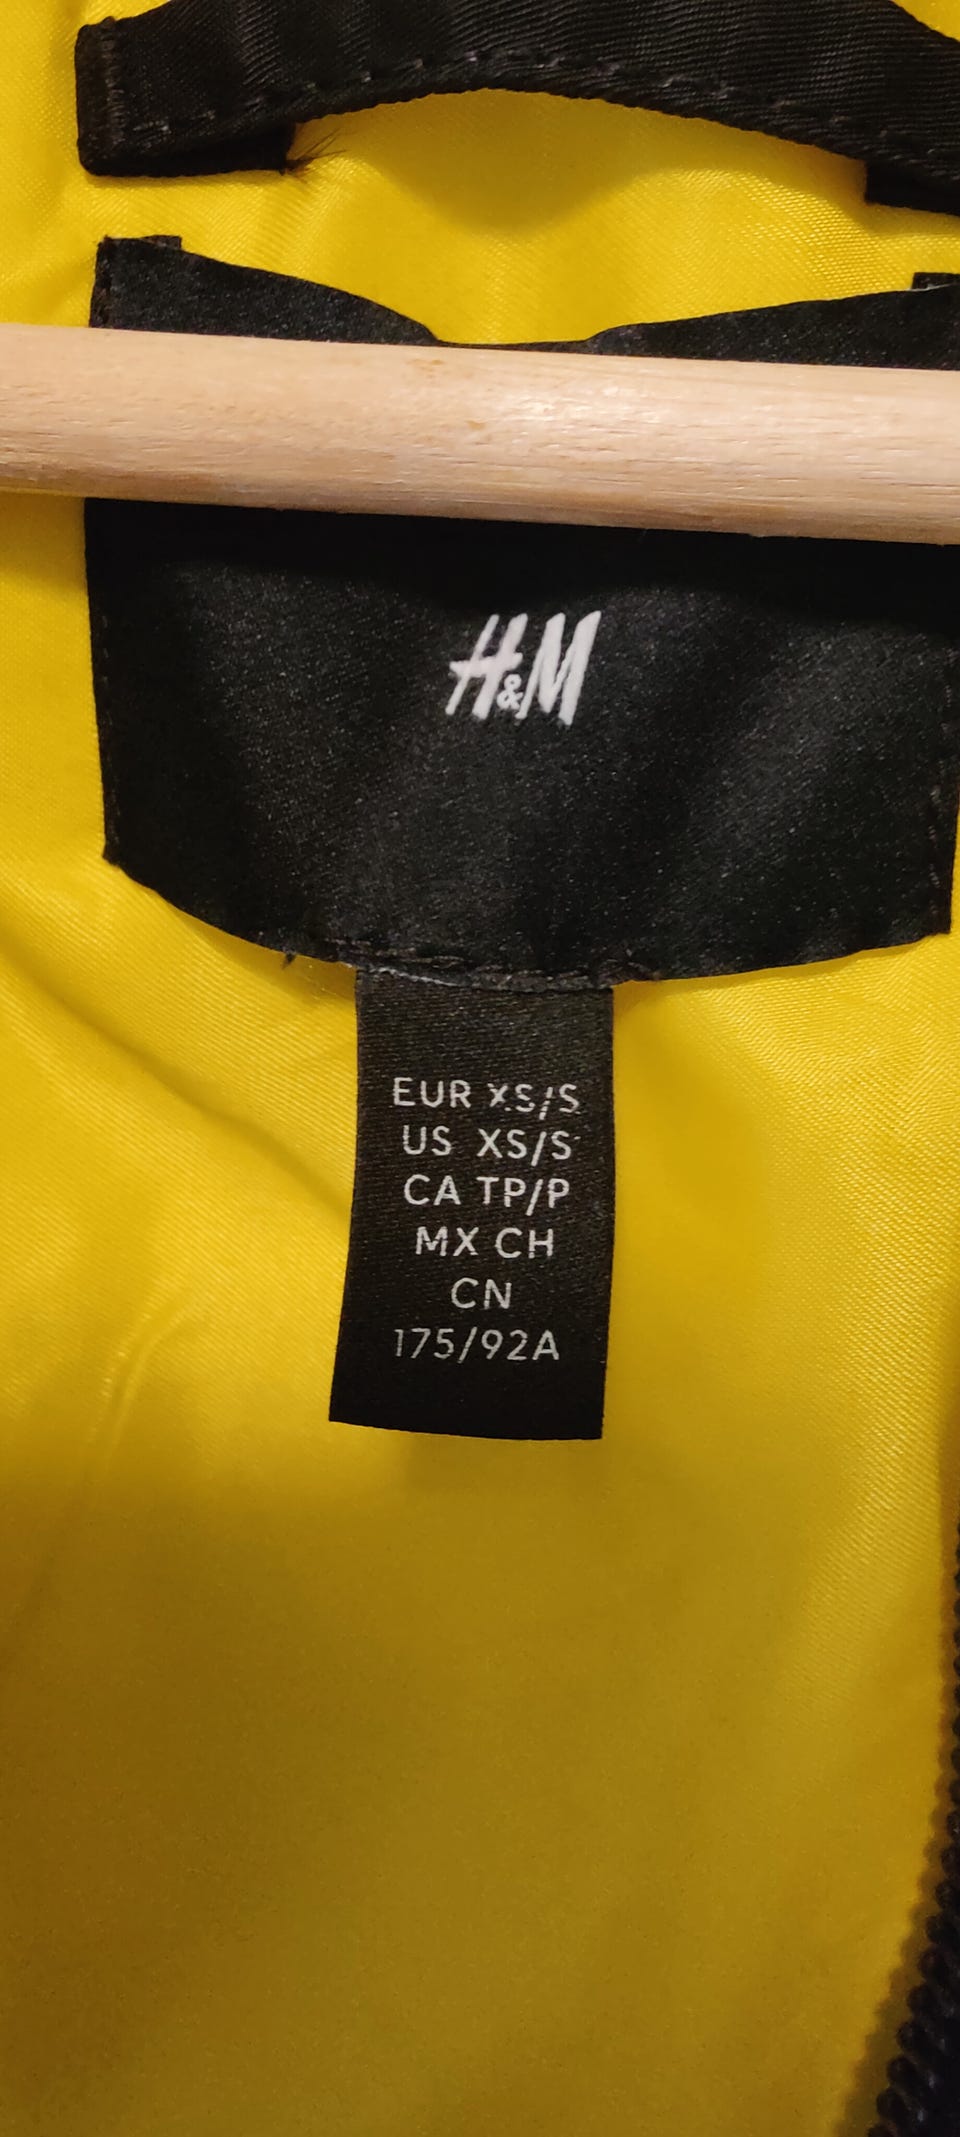 H&M
EUR XS/S
US XS/S
CA TP/P
MX CH
CN
175/92A